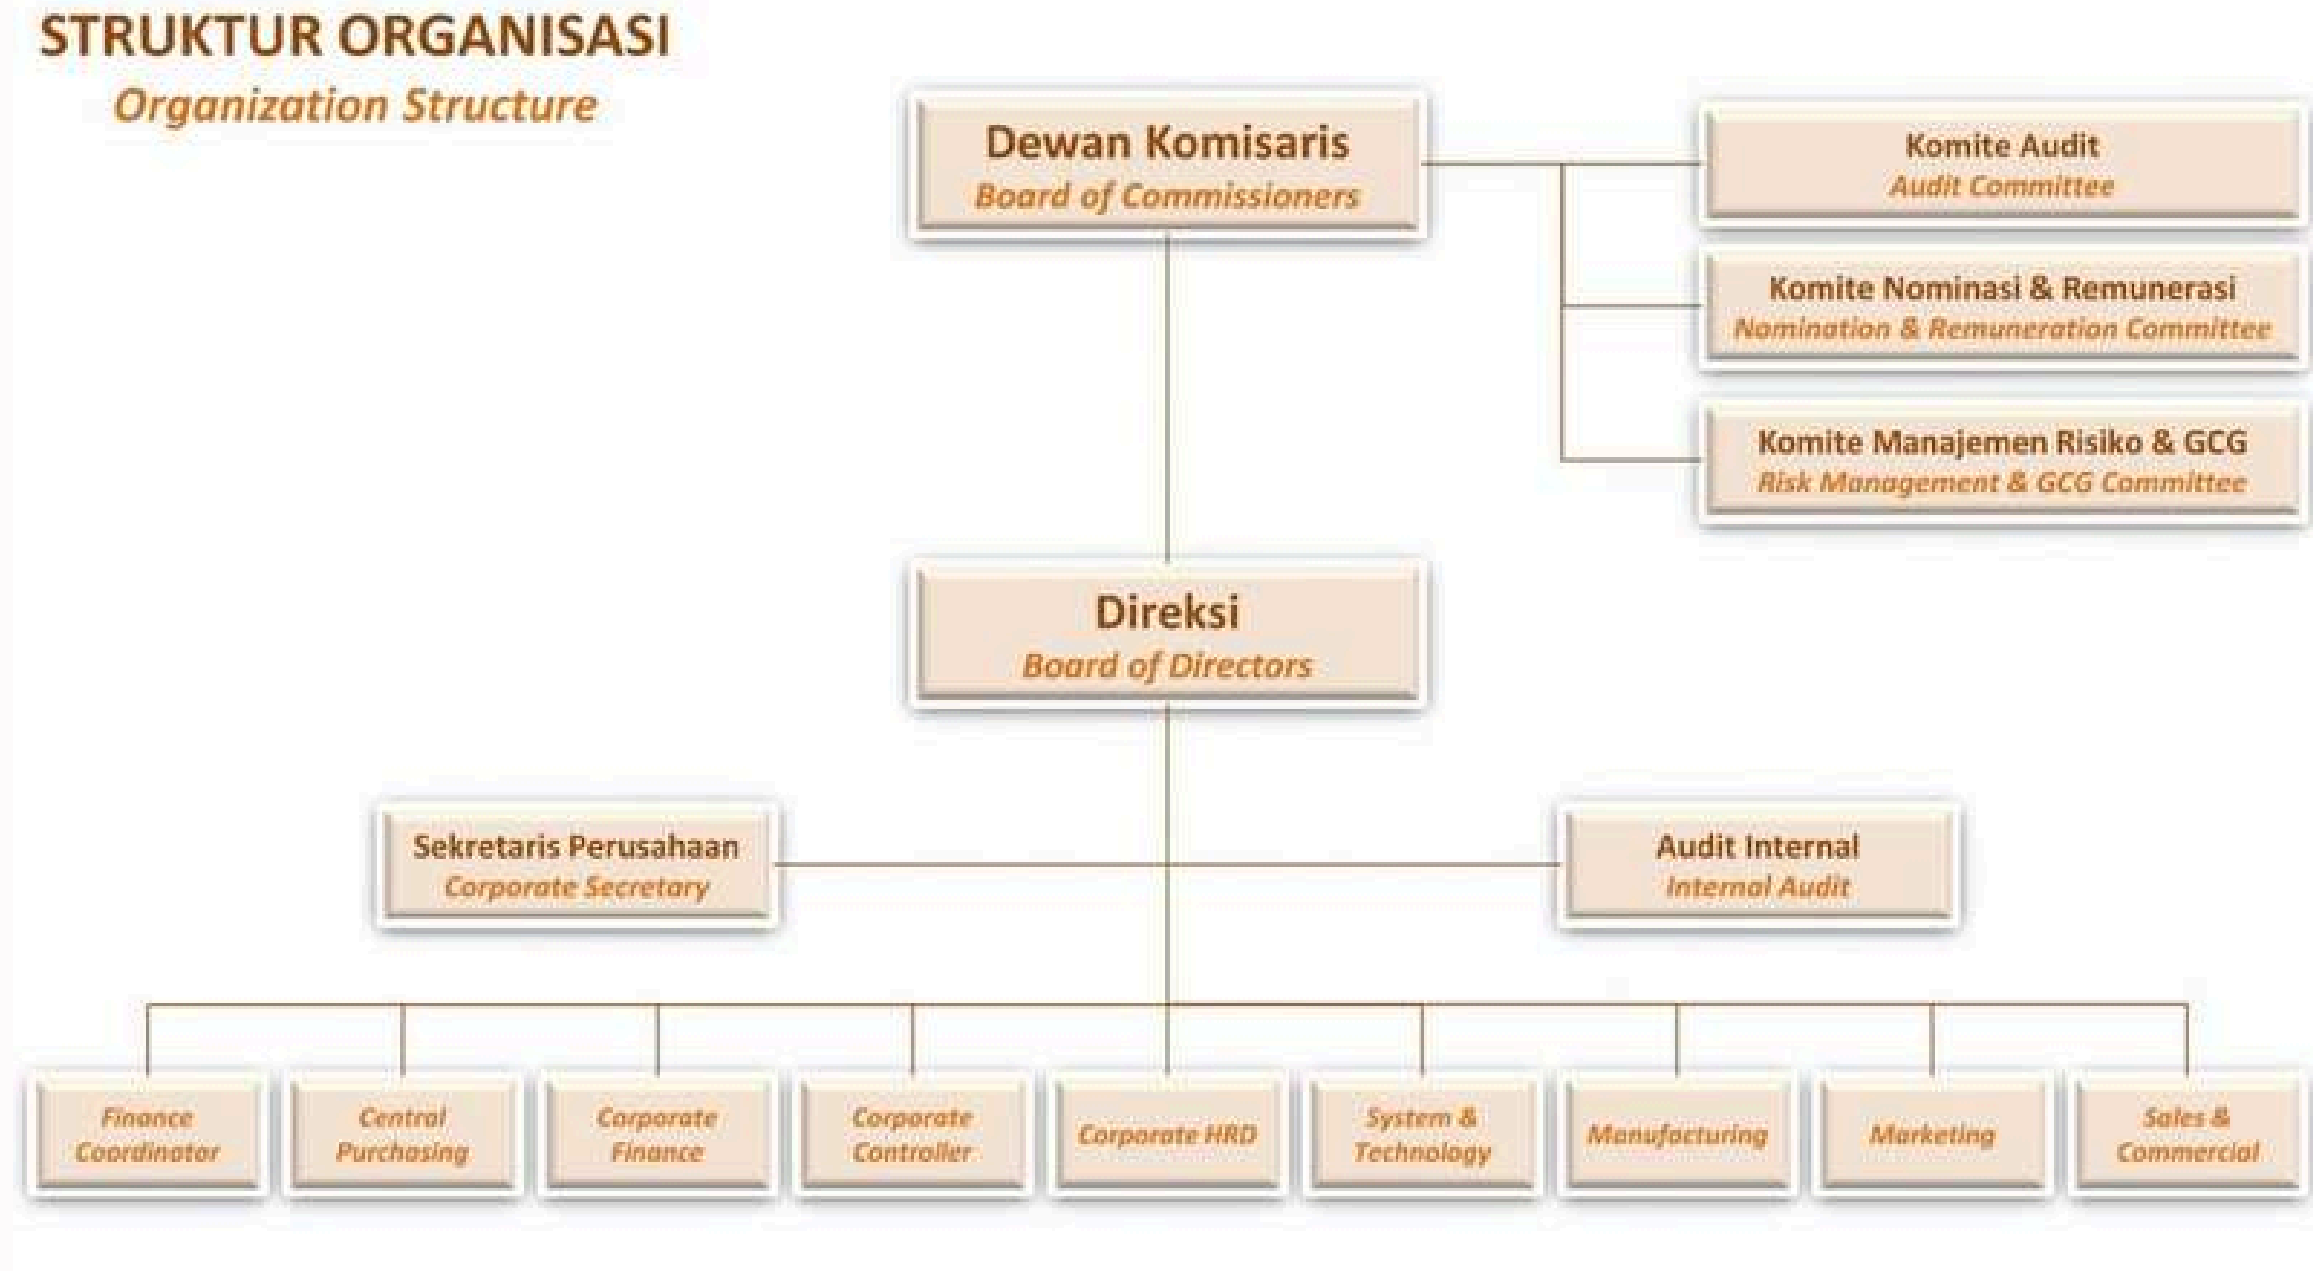 STRUKTUR ORGANISASI
Organization Structure
Dewan Komisaris
Board of Commissioners
Komite Audit
Audit Committee
Komite Nominasi & Remunerasi
Nomination & Remuneration Committee
Komite Manajemen Risiko & GCG
Risk Management & GCG Committee
Direksi
Board of Directors
Sekretaris Perusahaan
Corporate Secretary
Audit Internal
Internal Audit
Finance
Coordinator
Central
Purchasing
Corporate
Finance
Corporate
Controller
Corporate HRD
System &
Technology
Manufacturing
Marketing
Sales &
Commercial